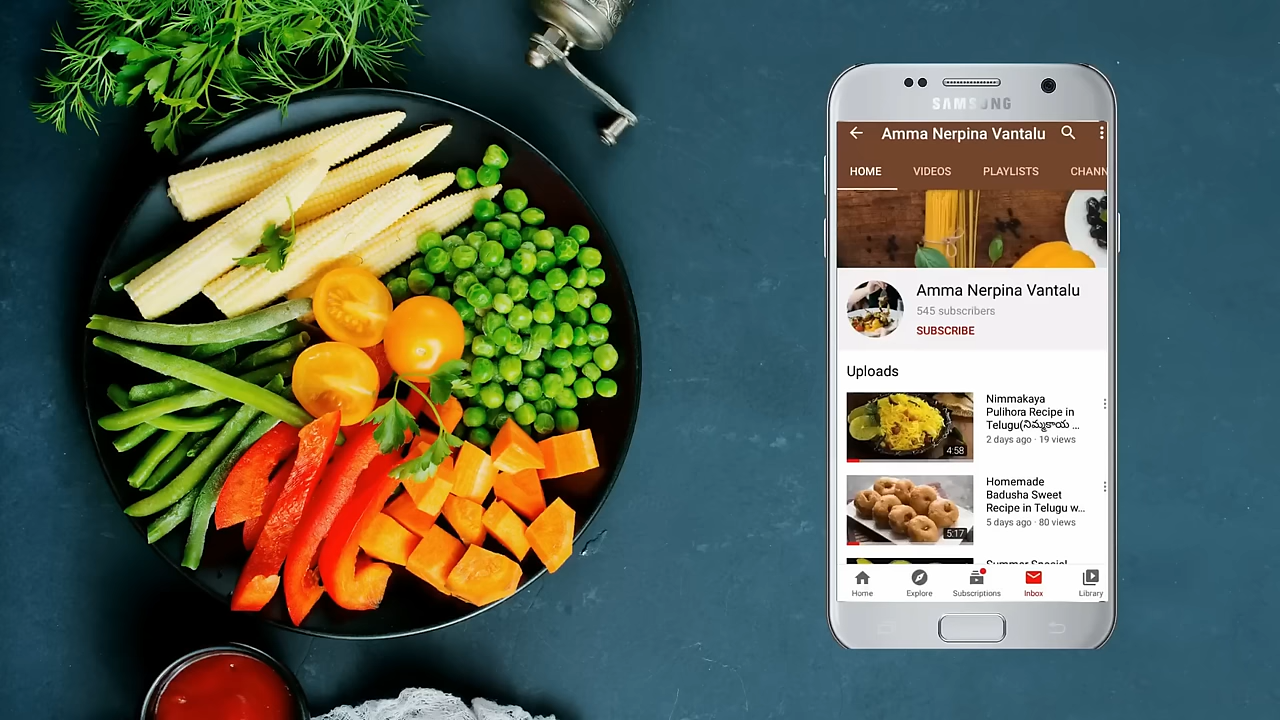 SAMSUNG
Amma Nerpina Vantalu
HOME VIDEOS PLAYLISTS CHANN
Amma Nerpina Vantalu
545 subscribers
SUBSCRIBE
Uploads
Nimmakaya
Pulihora Recipe in
Telugu(నిమ్మకాయ ...
2 days ago · 19 views
4:58
Homemade
Badusha Sweet
Recipe in Telugu w...
5 days ago · 80 views
5:17
Summer Special
Home Explore Subscriptions Inbox Library